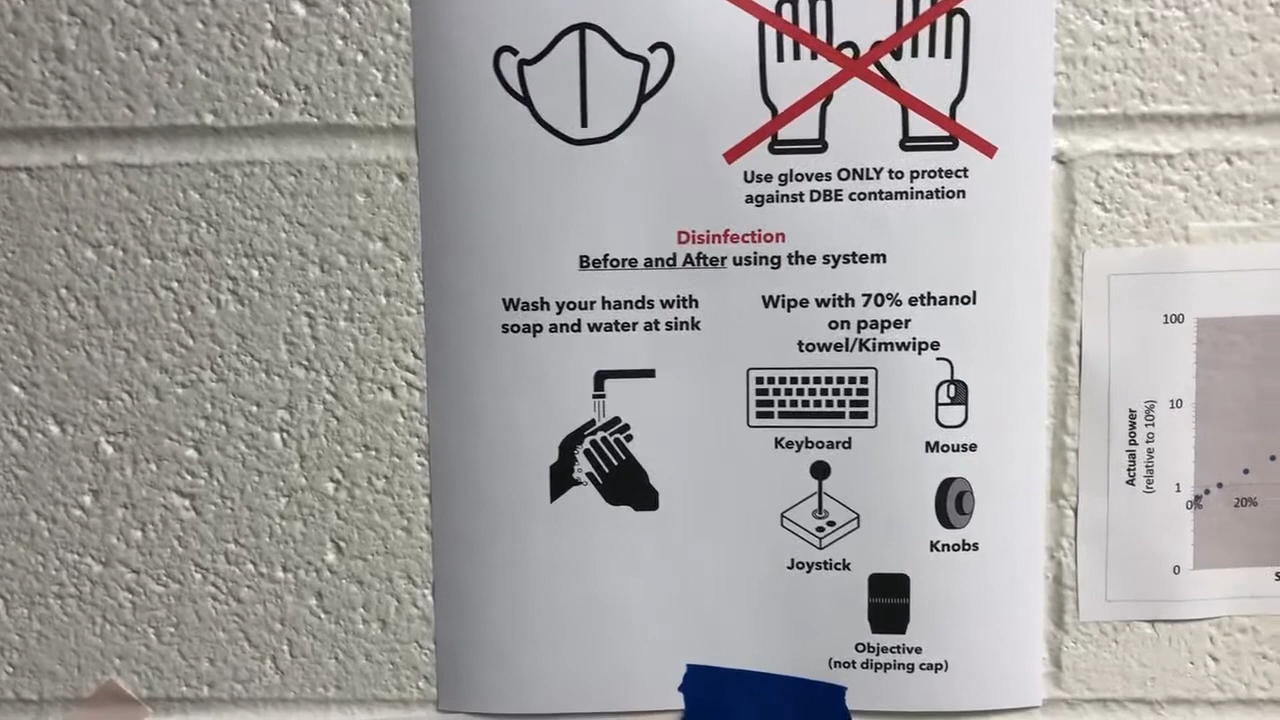 Use gloves ONLY to protect
against DBE contamination
Disinfection
Before and After using the system
Wash your hands with
soap and water at sink
Wipe with 70% ethanol
on paper
towel/Kimwipe
Keyboard
Mouse
Joystick
Knobs
Objective
(not dipping cap)
Actual power
(relative to 10%)
100
10
1
0% 20%
0